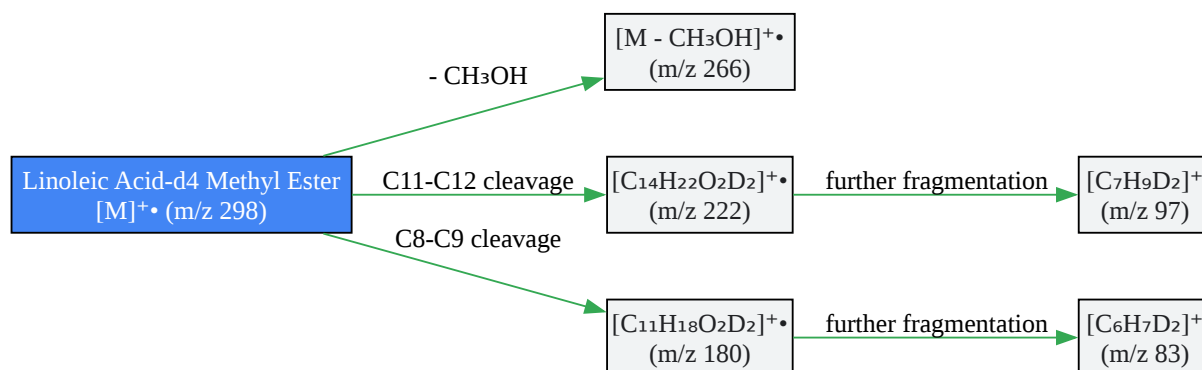 [M - CH₃OH]⁺•
(m/z 266)
- CH₃OH
Linoleic Acid-d4 Methyl Ester
[M]⁺• (m/z 298)
C11-C12 cleavage
[C₁₄H₂₂O₂D₂]⁺•
(m/z 222)
further fragmentation
[C₇H₉D₂]⁺
(m/z 97)
C8-C9 cleavage
[C₁₁H₁₈O₂D₂]⁺•
(m/z 180)
further fragmentation
[C₆H₇D₂]⁺
(m/z 83)